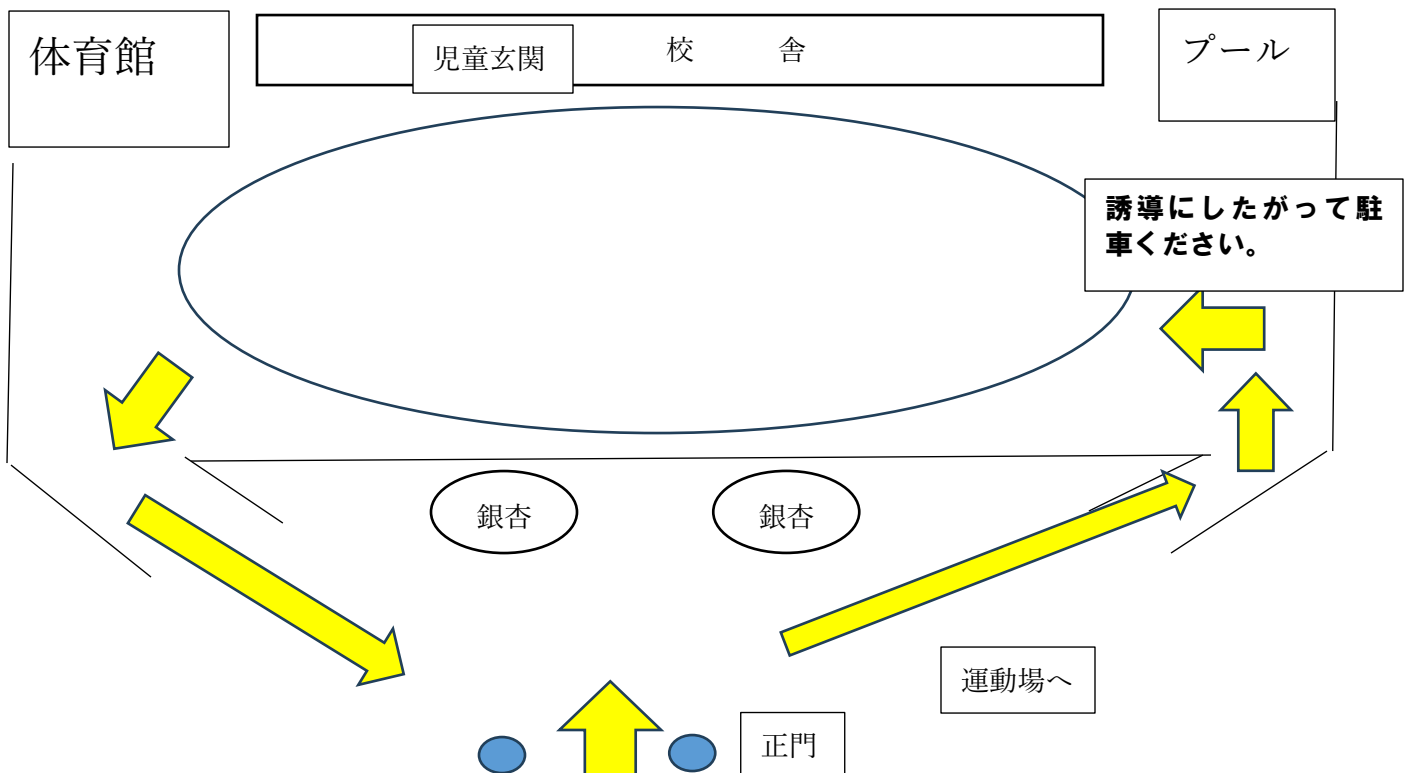 体育館
児童玄関
校　　舎
プール
誘導にしたがって駐
車ください。
銀杏
銀杏
運動場へ
正門